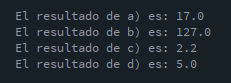 El resultado de a) es: 17.0
El resultado de b) es: 127.0
El resultado de c) es: 2.2
El resultado de d) es: 5.0